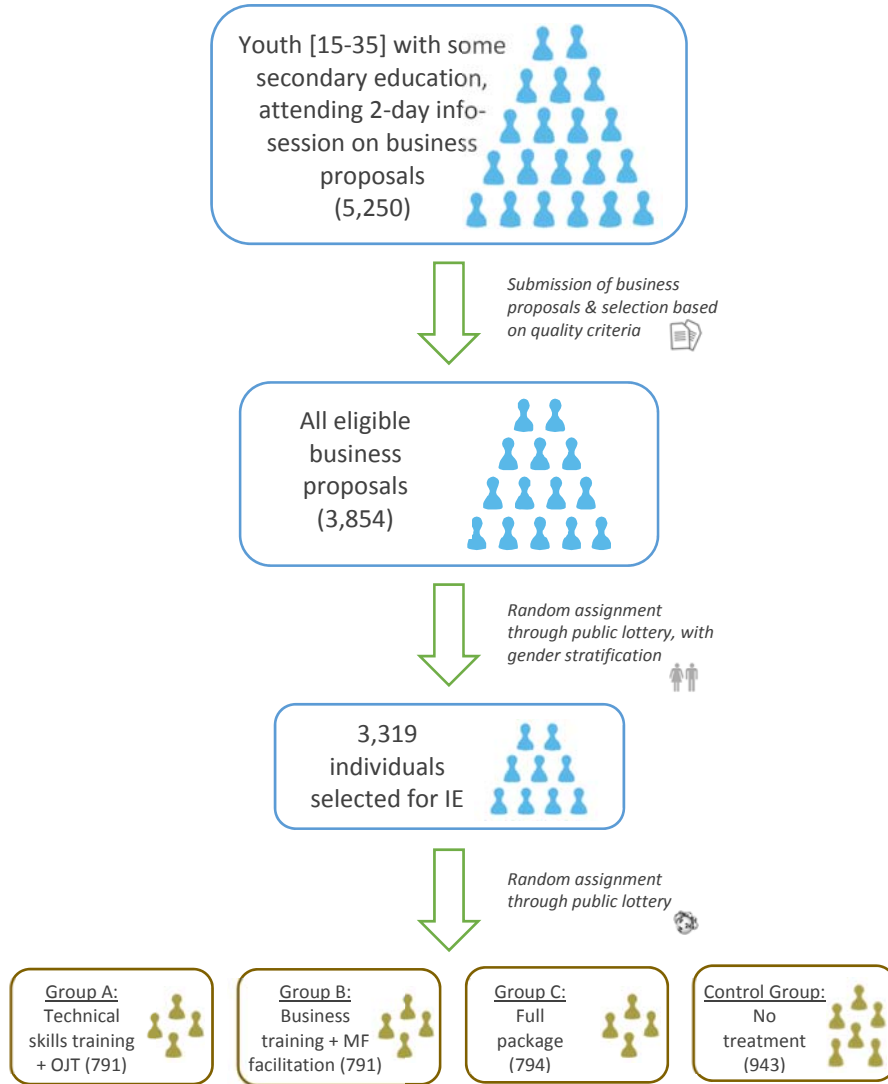 Youth [15-35] with some
secondary education,
attending 2-day info-
session on business
proposals
(5,250)
Submission of business
proposals & selection based
on quality criteria
All eligible
business
proposals
(3,854)
Random assignment
through public lottery, with
gender stratification
3,319
individuals
selected for IE
Random assignment
through public lottery
Group A:
Technical
skills training
+ OJT (791)
Group B:
Business
training + MF
facilitation (791)
Group C:
Full
package
(794)
Control Group:
No
treatment
(943)